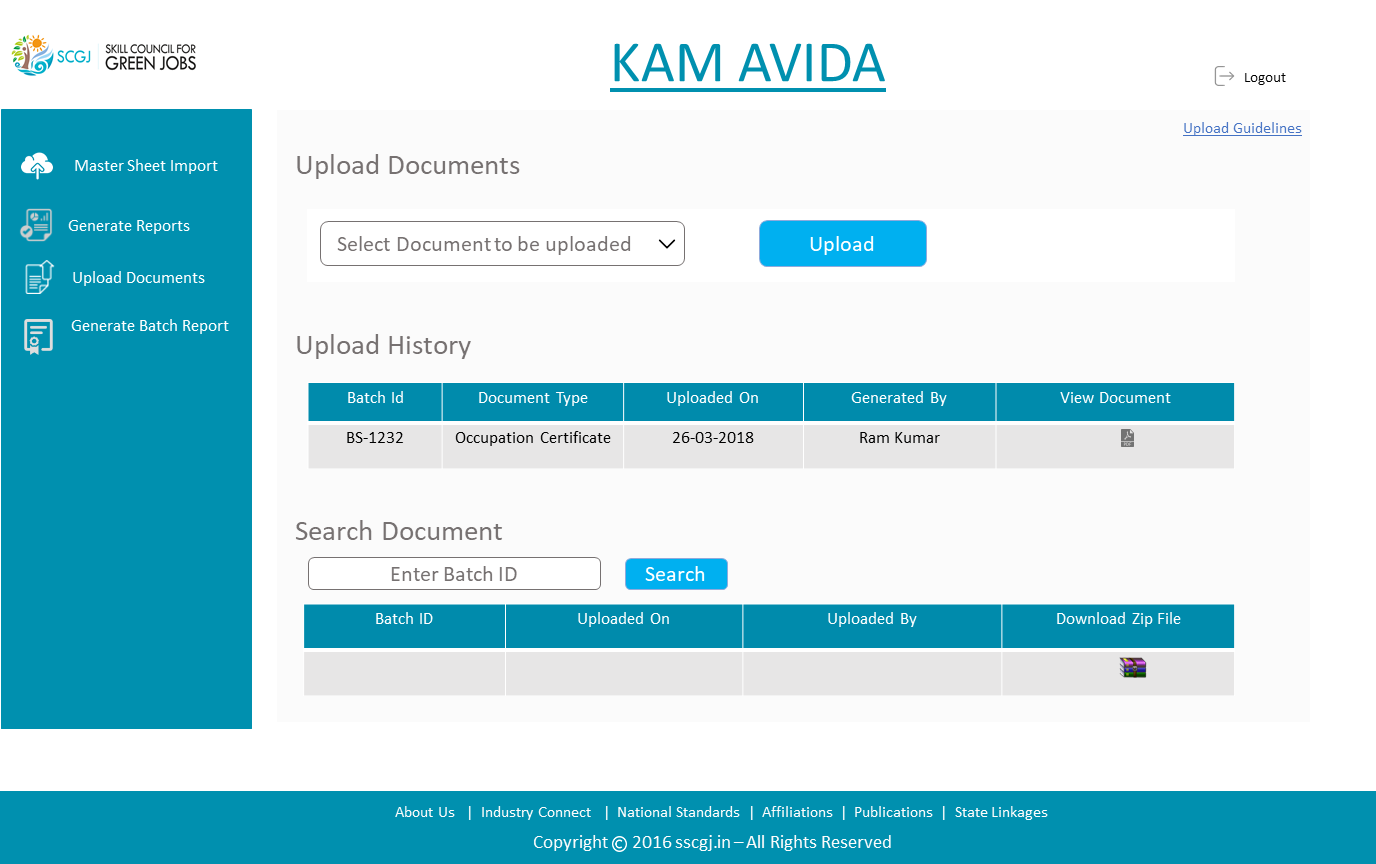 SCGJ
SKILL COUNCIL FOR
GREEN JOBS
KAM AVIDA
Logout
Upload Guidelines
Master Sheet Import
Generate Reports
Upload Documents
Generate Batch Report
Upload Documents
Select Document to be uploaded
Upload
Upload History
Batch Id Document Type Uploaded On Generated By View Document
BS-1232 Occupation Certificate 26-03-2018 Ram Kumar PDF
Search Document
Enter Batch ID Search
Batch ID Uploaded On Uploaded By Download Zip File
About Us | Industry Connect | National Standards | Affiliations | Publications | State Linkages
Copyright © 2016 sscgj.in – All Rights Reserved